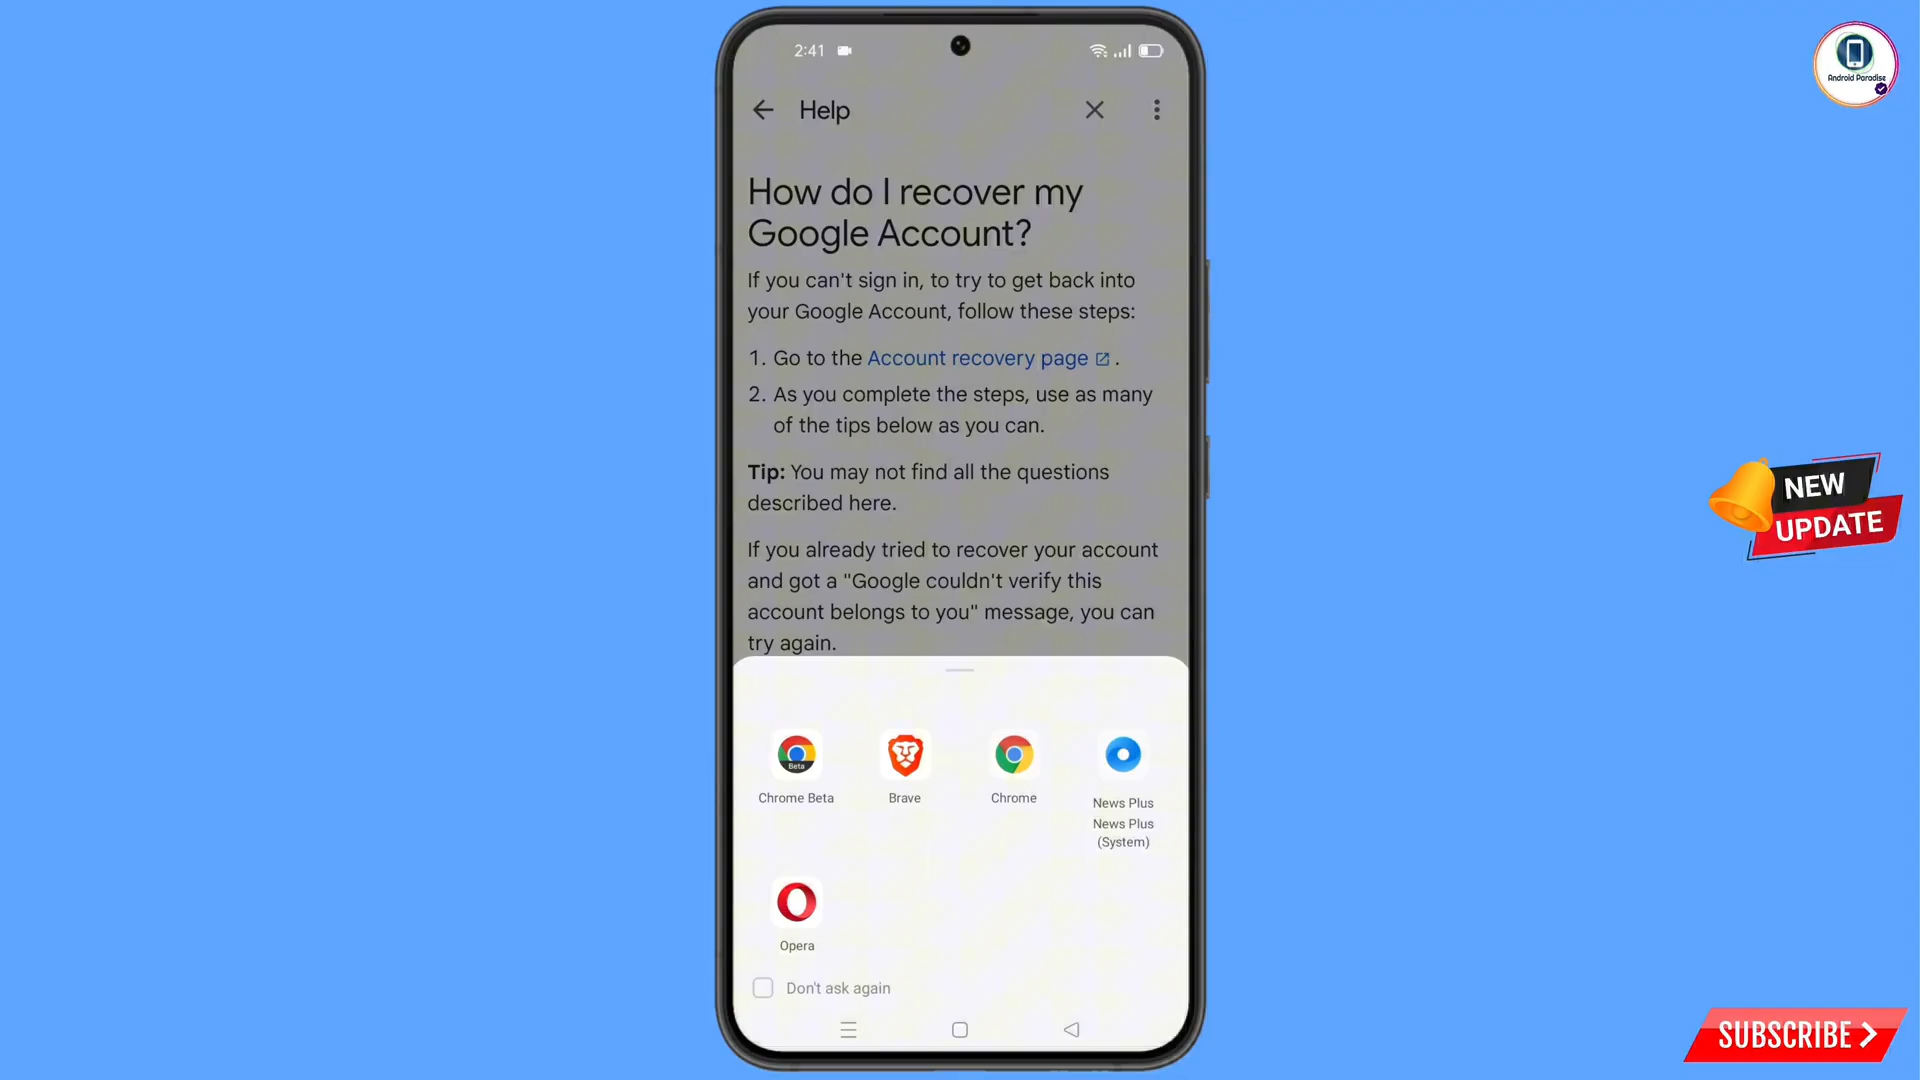 2:41
Android Paradise
Help
How do I recover my
Google Account?
If you can't sign in, to try to get back into
your Google Account, follow these steps:
1. Go to the Account recovery page .
2. As you complete the steps, use as many
of the tips below as you can.
Tip: You may not find all the questions
described here.
If you already tried to recover your account
and got a "Google couldn't verify this
account belongs to you" message, you can
try again.
NEW
UPDATE
Beta
Chrome Beta
Brave
Chrome
News Plus
News Plus
(System)
Opera
Don't ask again
SUBSCRIBE